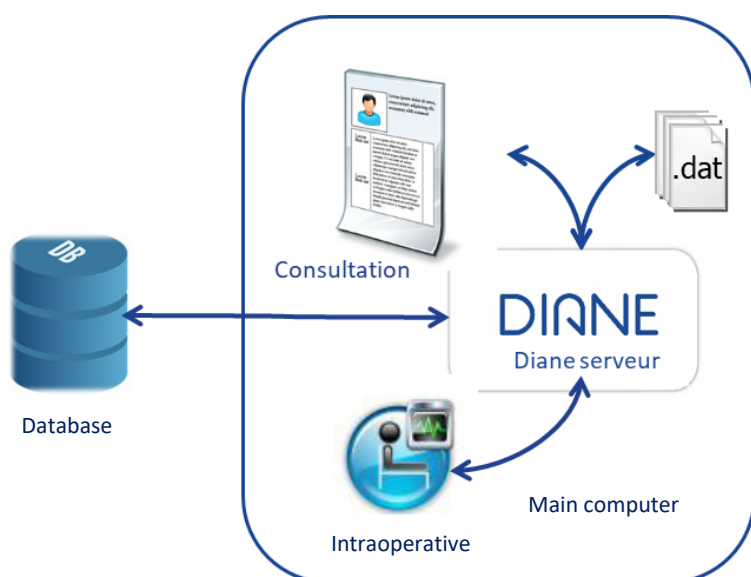 .dat
Consultation
DB
DIANE
Diane serveur
Database
Main computer
Intraoperative